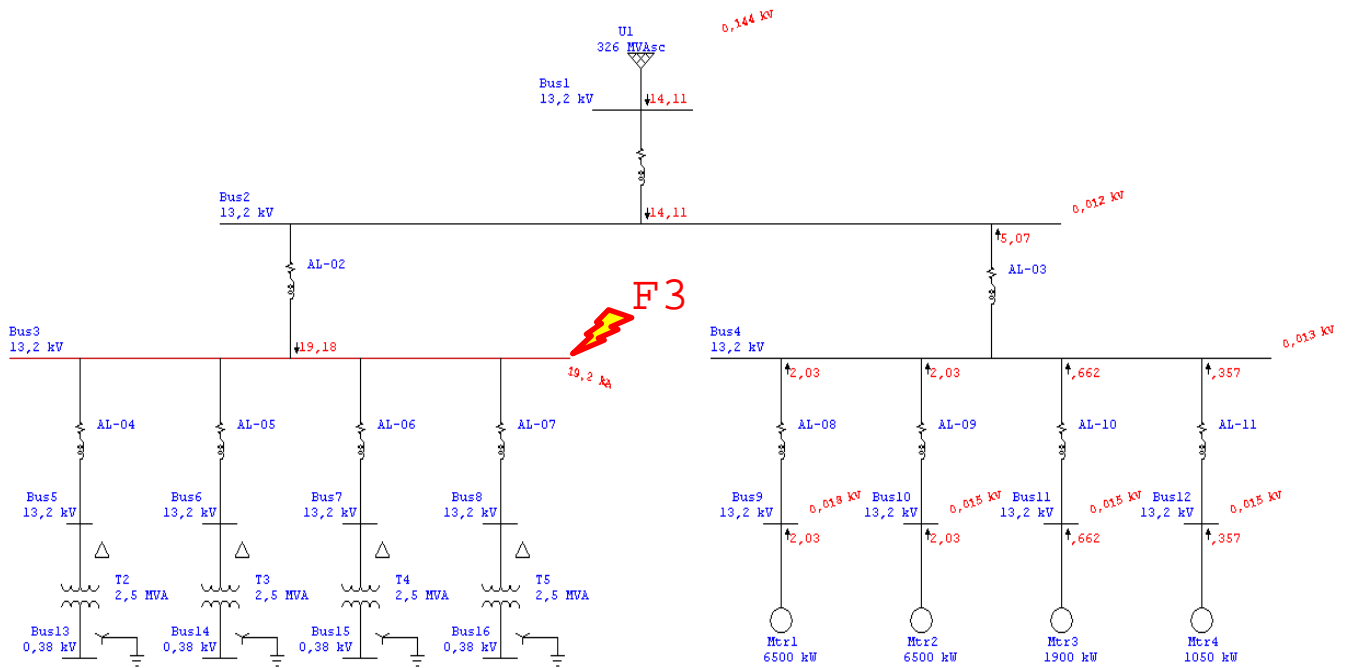 0,144 kV
U1
326 MVAsc
Bus1
13,2 kV
14,11
Bus2
13,2 kV
14,11
0,012 kV
5,07
AL-02
AL-03
F3
Bus3
13,2 kV
19,18
19,2 kA
Bus4
13,2 kV
0,013 kV
2,03
2,03
,662
,357
AL-04
AL-05
AL-06
AL-07
AL-08
AL-09
AL-10
AL-11
Bus5
13,2 kV
Bus6
13,2 kV
Bus7
13,2 kV
Bus8
13,2 kV
Bus9
13,2 kV
0,018 kV
Bus10
13,2 kV
0,015 kV
Bus11
13,2 kV
0,015 kV
Bus12
13,2 kV
0,015 kV
2,03
2,03
,662
,357
T2
2,5 MVA
T3
2,5 MVA
T4
2,5 MVA
T5
2,5 MVA
Bus13
0,38 kV
Bus14
0,38 kV
Bus15
0,38 kV
Bus16
0,38 kV
Mtr1
6500 kW
Mtr2
6500 kW
Mtr3
1900 kW
Mtr4
1050 kW